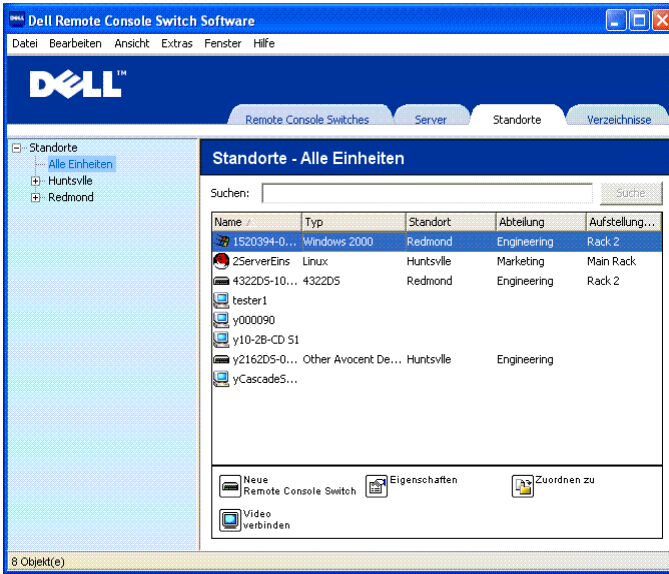 Dell Remote Console Switch Software
Datei Bearbeiten Ansicht Extras Fenster Hilfe
DELL™
Remote Console Switches Server Standorte Verzeichnisse
Standorte
Alle Einheiten
Huntsvlle
Redmond
Standorte - Alle Einheiten
Suchen: Suche
Name Typ Standort Abteilung Aufstellung...
1520394-0... Windows 2000 Redmond Engineering Rack 2
2ServerEins Linux Huntsvlle Marketing Main Rack
4322DS-10... 4322DS Redmond Engineering Rack 2
tester1
y000090
y10-2B-CD S1
y2162DS-0... Other Avocent De... Huntsvlle Engineering
yCascadeS...
Neue Remote Console Switch
Eigenschaften
Zuordnen zu
Video verbinden
8 Objekt(e)